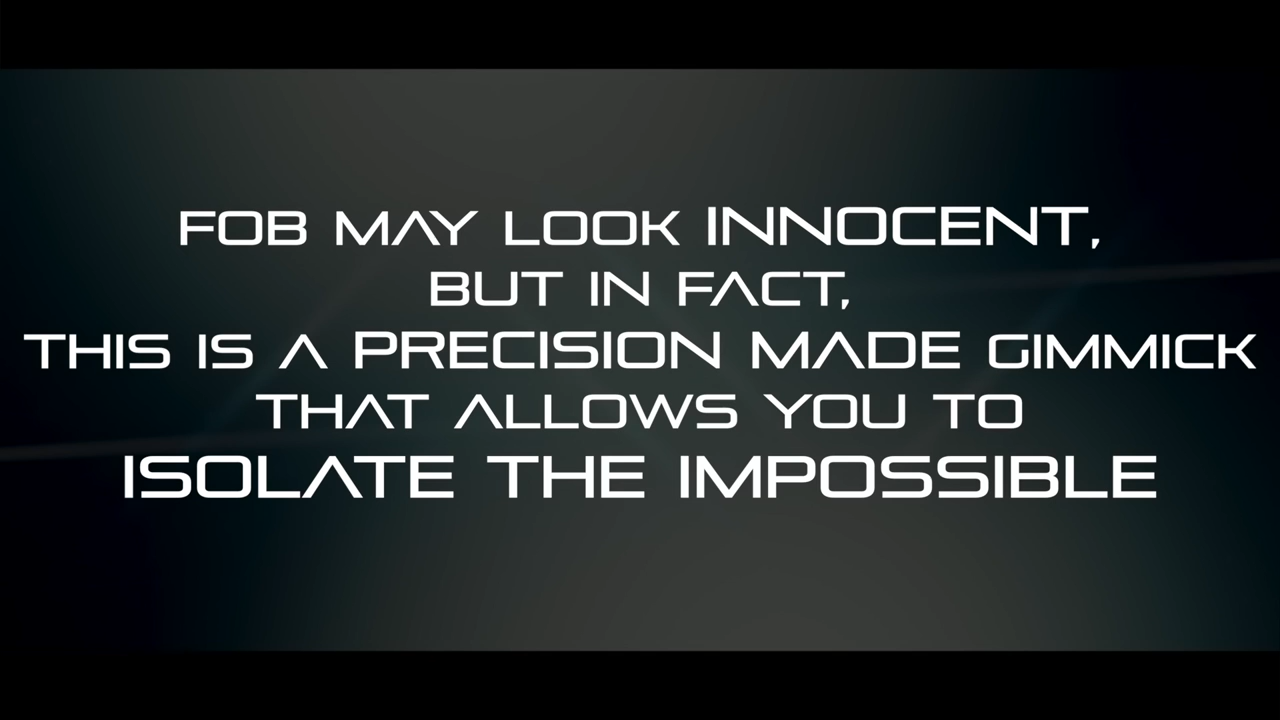 FOB MAY LOOK INNOCENT,
BUT IN FACT,
THIS IS A PRECISION MADE GIMMICK
THAT ALLOWS YOU TO
ISOLATE THE IMPOSSIBLE